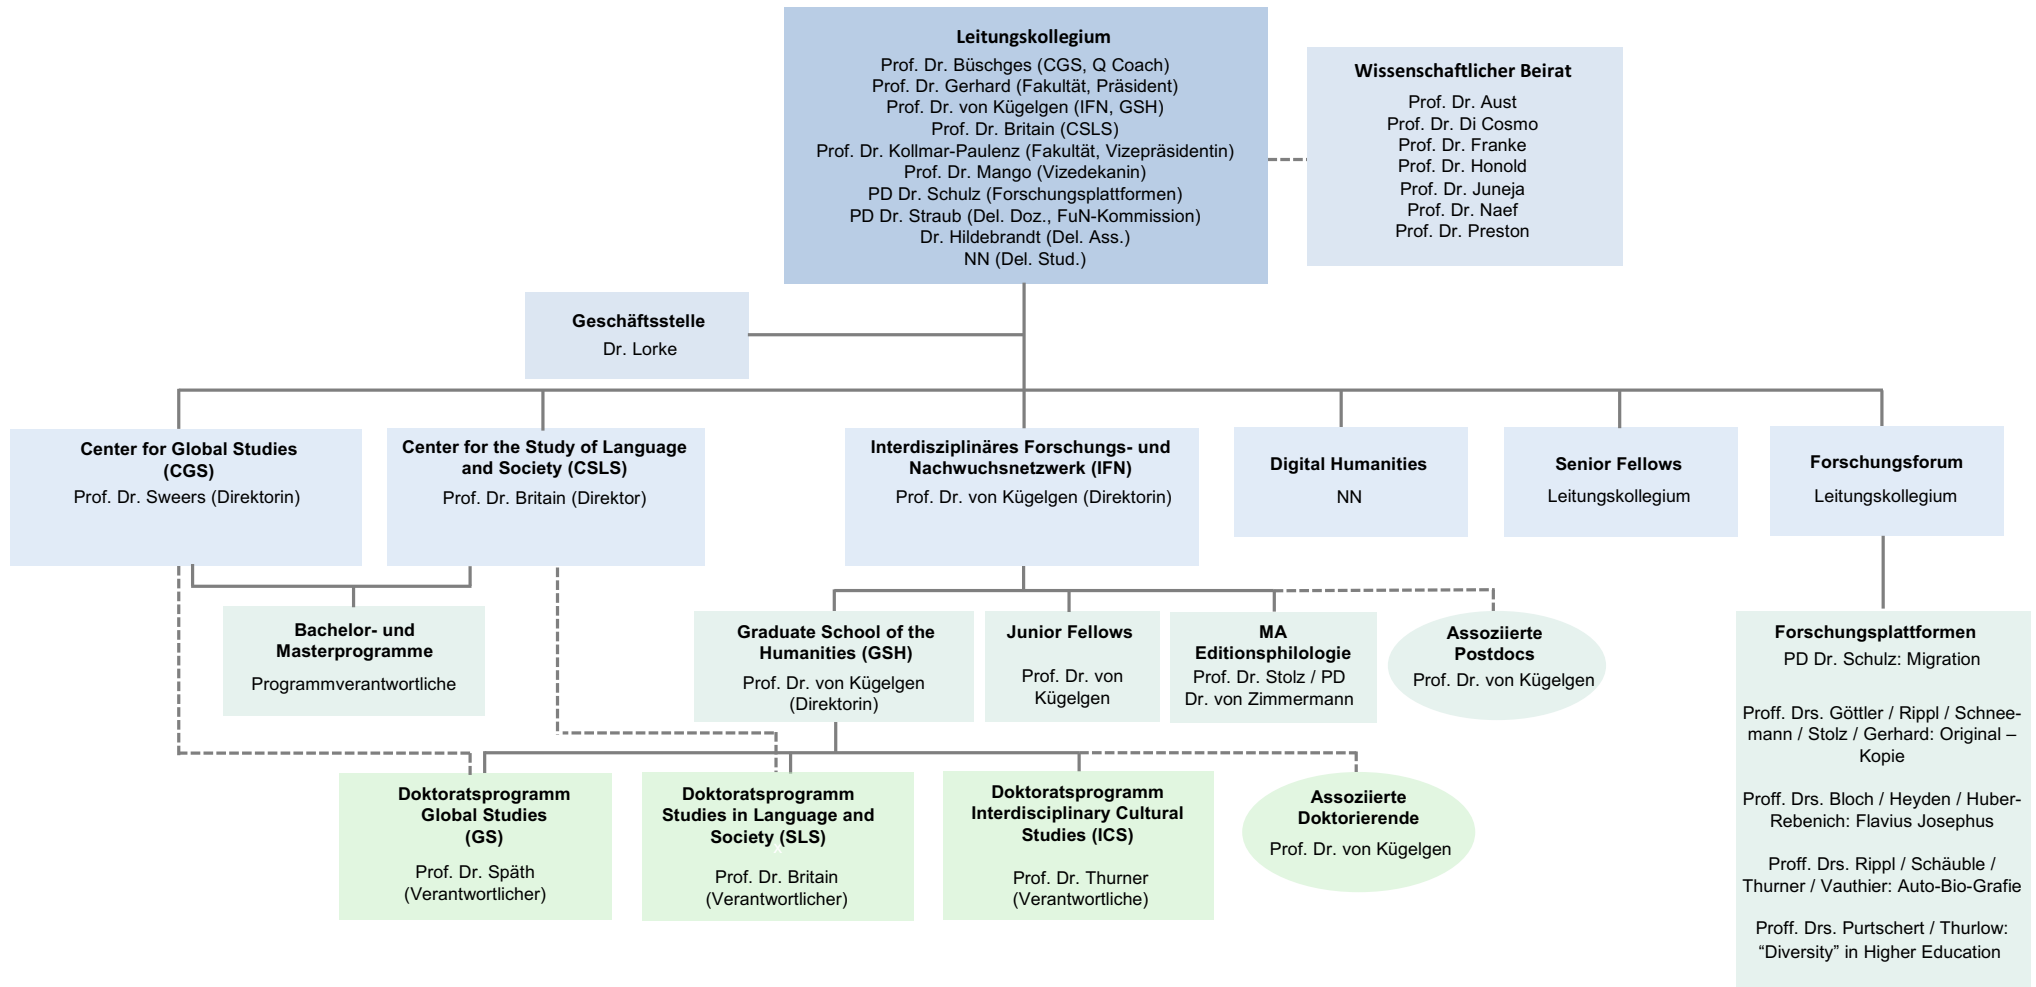 Leitungskollegium
Prof. Dr. Büschges (CGS, Q Coach)
Prof. Dr. Gerhard (Fakultät, Präsident)
Prof. Dr. von Kügelgen (IFN, GSH)
Prof. Dr. Britain (CSLS)
Prof. Dr. Kollmar-Paulenz (Fakultät, Vizepräsidentin)
Prof. Dr. Mango (Vizedekanin)
PD Dr. Schulz (Forschungsplattformen)
PD Dr. Straub (Del. Doz., FuN-Kommission)
Dr. Hildebrandt (Del. Ass.)
NN (Del. Stud.)
Wissenschaftlicher Beirat
Prof. Dr. Aust
Prof. Dr. Di Cosmo
Prof. Dr. Franke
Prof. Dr. Honold
Prof. Dr. Juneja
Prof. Dr. Naef
Prof. Dr. Preston
Geschäftsstelle
Dr. Lorke
Center for Global Studies
(CGS)
Prof. Dr. Sweers (Direktorin)
Center for the Study of Language
and Society (CSLS)
Prof. Dr. Britain (Direktor)
Interdisziplinäres Forschungs- und
Nachwuchsnetzwerk (IFN)
Prof. Dr. von Kügelgen (Direktorin)
Digital Humanities
NN
Senior Fellows
Leitungskollegium
Forschungsforum
Leitungskollegium
Bachelor- und
Masterprogramme
Programmverantwortliche
Graduate School of the
Humanities (GSH)
Prof. Dr. von Kügelgen
(Direktorin)
Junior Fellows
Prof. Dr. von
Kügelgen
MA
Editionsphilologie
Prof. Dr. Stolz / PD
Dr. von Zimmermann
Assoziierte
Postdocs
Prof. Dr. von Kügelgen
Forschungsplattformen
PD Dr. Schulz: Migration
Proff. Drs. Göttler / Rippl / Schnee-
mann / Stolz / Gerhard: Original –
Kopie
Proff. Drs. Bloch / Heyden / Huber-
Rebenich: Flavius Josephus
Proff. Drs. Rippl / Schäuble /
Thurner / Vauthier: Auto-Bio-Grafie
Proff. Drs. Purtschert / Thurlow:
“Diversity” in Higher Education
Doktoratsprogramm
Global Studies
(GS)
Prof. Dr. Späth
(Verantwortlicher)
Doktoratsprogramm
Studies in Language and
Society (SLS)
Prof. Dr. Britain
(Verantwortlicher)
Doktoratsprogramm
Interdisciplinary Cultural
Studies (ICS)
Prof. Dr. Thurner
(Verantwortliche)
Assoziierte
Doktorierende
Prof. Dr. von Kügelgen